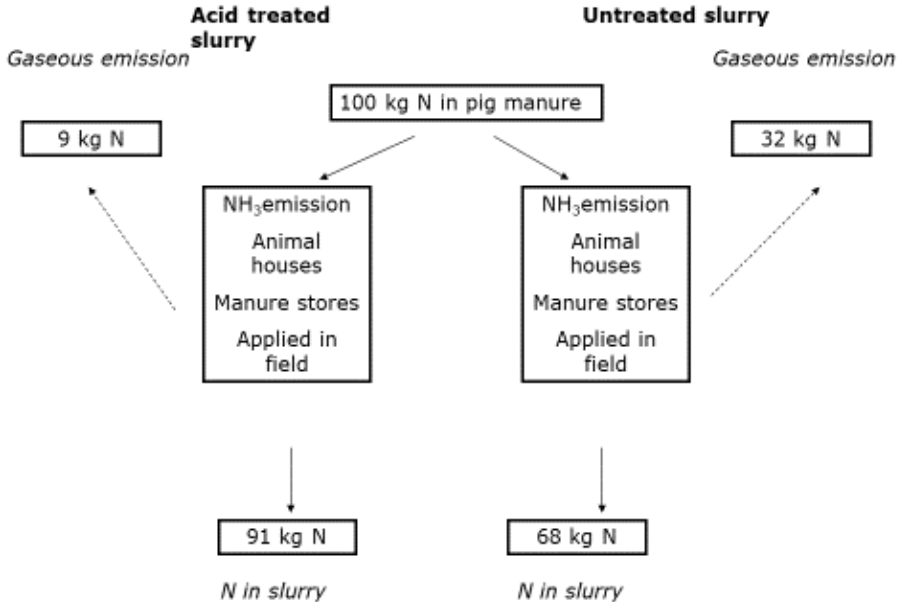 Acid treated
slurry
Untreated slurry
Gaseous emission
Gaseous emission
100 kg N in pig manure
9 kg N
32 kg N
NH₃emission
Animal
houses
Manure stores
Applied in
field
NH₃emission
Animal
houses
Manure stores
Applied in
field
91 kg N
68 kg N
N in slurry
N in slurry